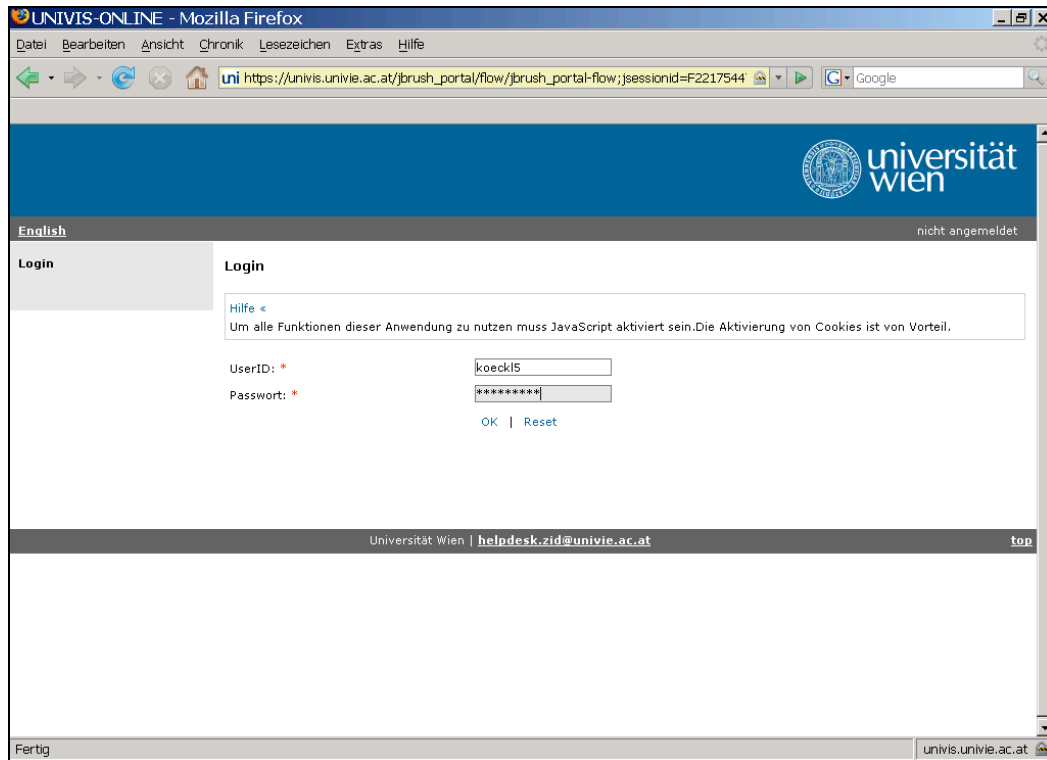 UNIVIS-ONLINE - Mozilla Firefox
Datei Bearbeiten Ansicht Chronik Lesezeichen Extras Hilfe
uni https://univis.univie.ac.at/jbrush_portal/flow/jbrush_portal-flow;jsessionid=F2217544 G Google
universität
wien
English nicht angemeldet
Login
Login
Hilfe «
Um alle Funktionen dieser Anwendung zu nutzen muss JavaScript aktiviert sein.Die Aktivierung von Cookies ist von Vorteil.
UserID: * koeckl5
Passwort: * *********
OK | Reset
Universität Wien | helpdesk.zid@univie.ac.at top
Fertig univis.univie.ac.at